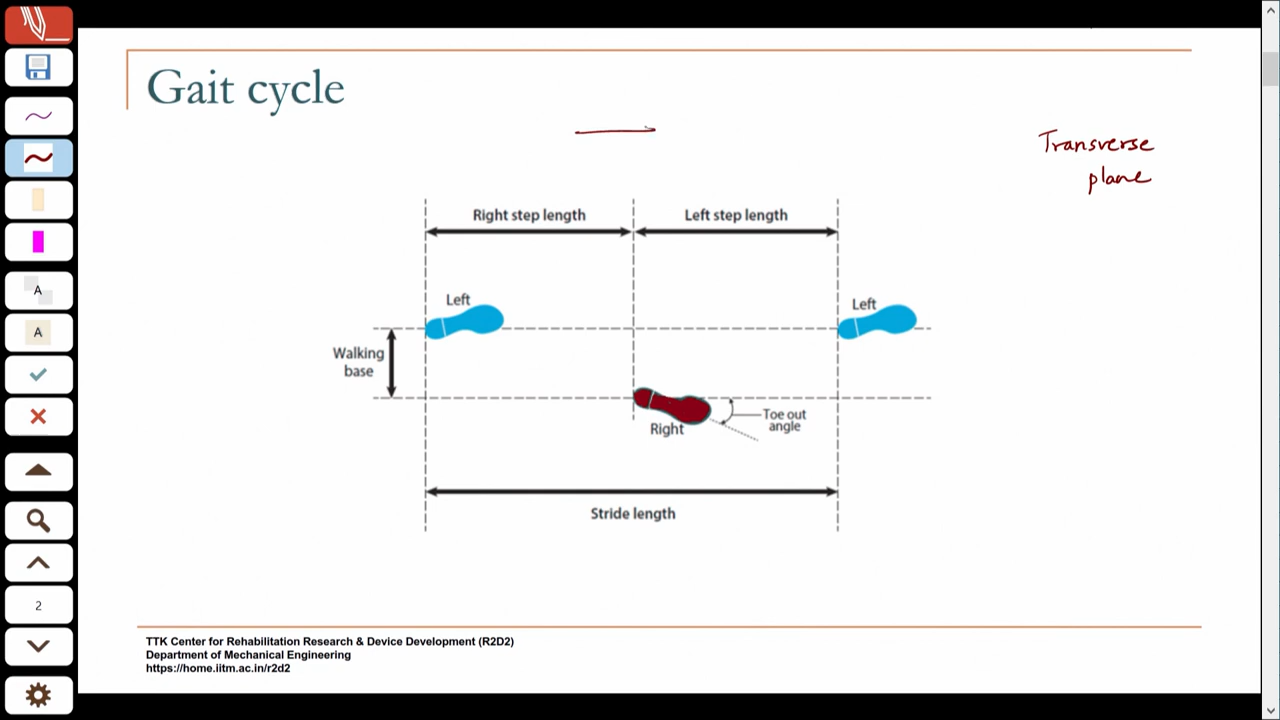 Gait cycle
Transverse
plane
Right step length
Left step length
Left
Left
Walking
base
Toe out
angle
Right
Stride length
TTK Center for Rehabilitation Research & Device Development (R2D2)
Department of Mechanical Engineering
https://home.iitm.ac.in/r2d2
A
A
2